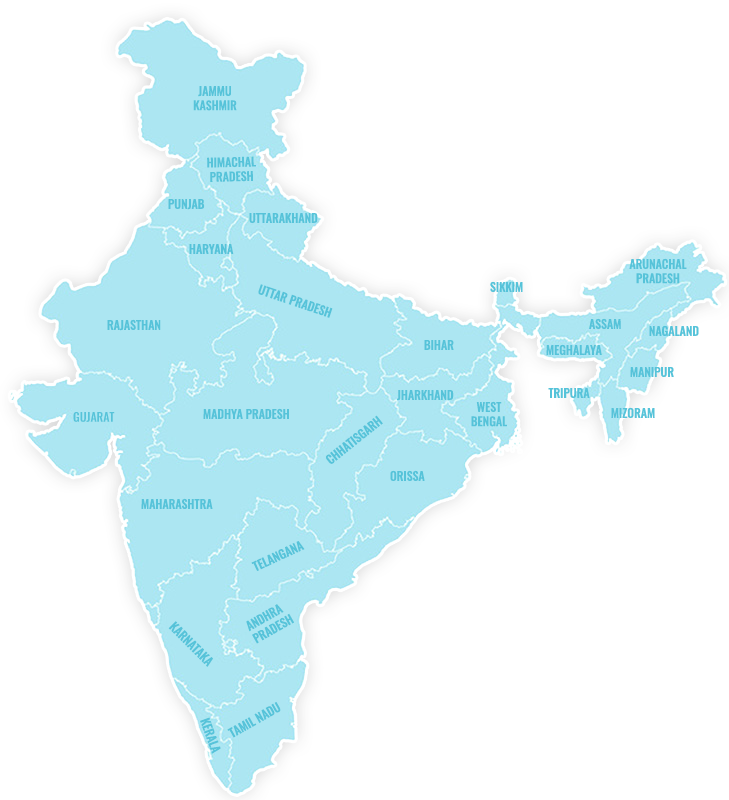 JAMMU
KASHMIR
HIMACHAL
PRADESH
PUNJAB
UTTARAKHAND
HARYANA
ARUNACHAL
PRADESH
SIKKIM
UTTAR PRADESH
RAJASTHAN
ASSAM
NAGALAND
BIHAR
MEGHALAYA
MANIPUR
JHARKHAND
TRIPURA
WEST
BENGAL
MIZORAM
GUJARAT
MADHYA PRADESH
CHHATISGARH
ORISSA
MAHARASHTRA
TELANGANA
ANDHRA
PRADESH
KARNATAKA
TAMIL NADU
KERALA